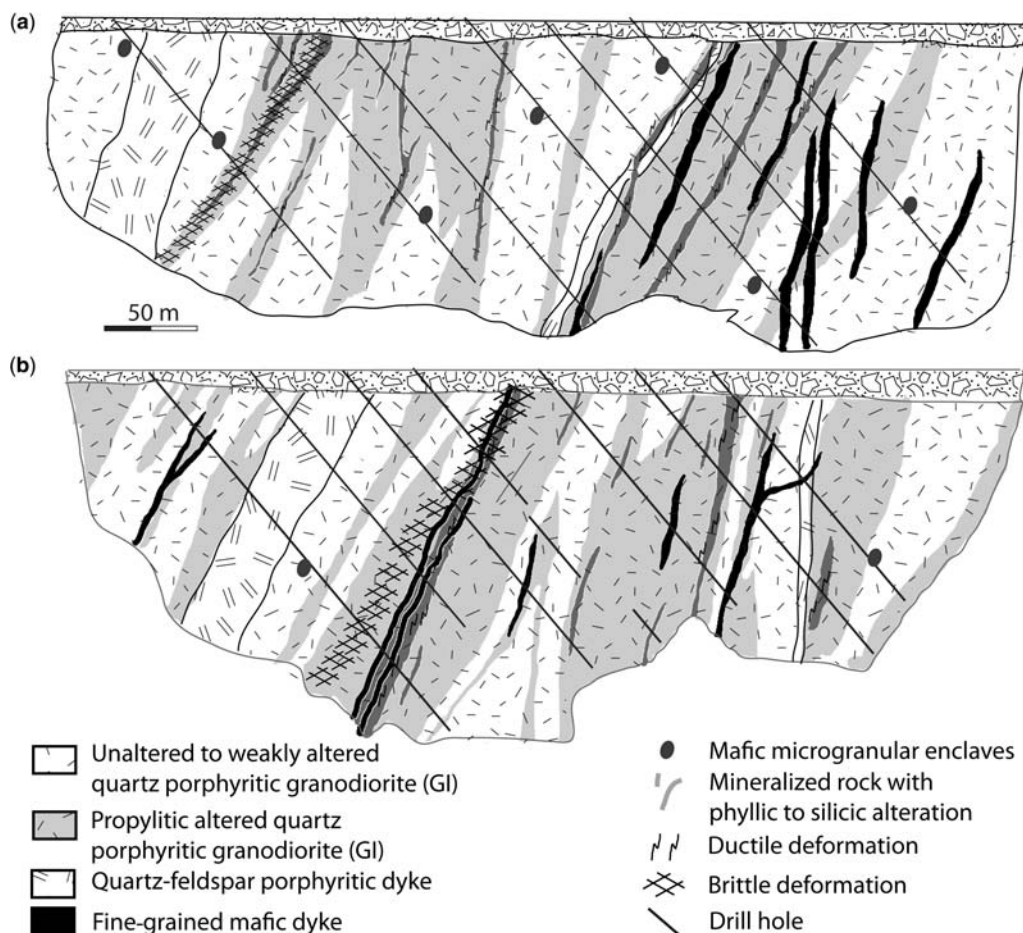 (a)
50 m
(b)
Unaltered to weakly altered
quartz porphyritic granodiorite (GI)
Propylitic altered quartz
porphyritic granodiorite (GI)
Quartz-feldspar porphyritic dyke
Fine-grained mafic dyke
Mafic microgranular enclaves
Mineralized rock with
phyllic to silicic alteration
Ductile deformation
Brittle deformation
Drill hole